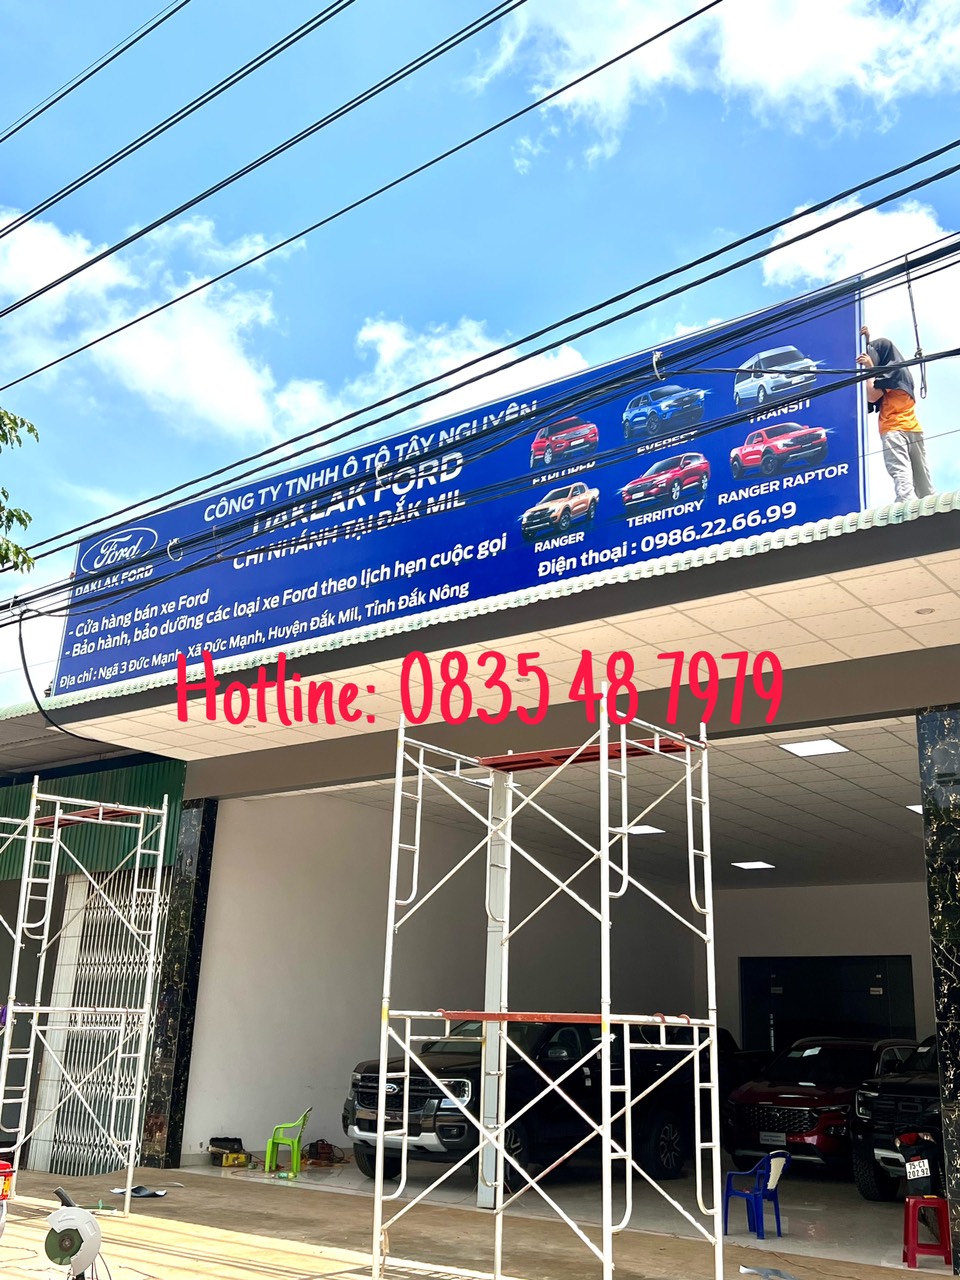 CÔNG TY TNHH Ô TÔ TÂY NGUYÊN
DAKLAK FORD
CHI NHÁNH TẠI ĐẮK MIL
Ford
DAKLAK FORD
- Cửa hàng bán xe Ford
- Bảo hành, bảo dưỡng các loại xe Ford theo lịch hẹn cuộc gọi
Địa chỉ : Ngã 3 Đức Mạnh, Xã Đức Mạnh, Huyện Đắk Mil, Tỉnh Đắk Nông
EXPLORER
EVEREST
TRANSIT
RANGER
TERRITORY
RANGER RAPTOR
Điện thoại : 0986.22.66.99
Hotline: 0835 48 7979